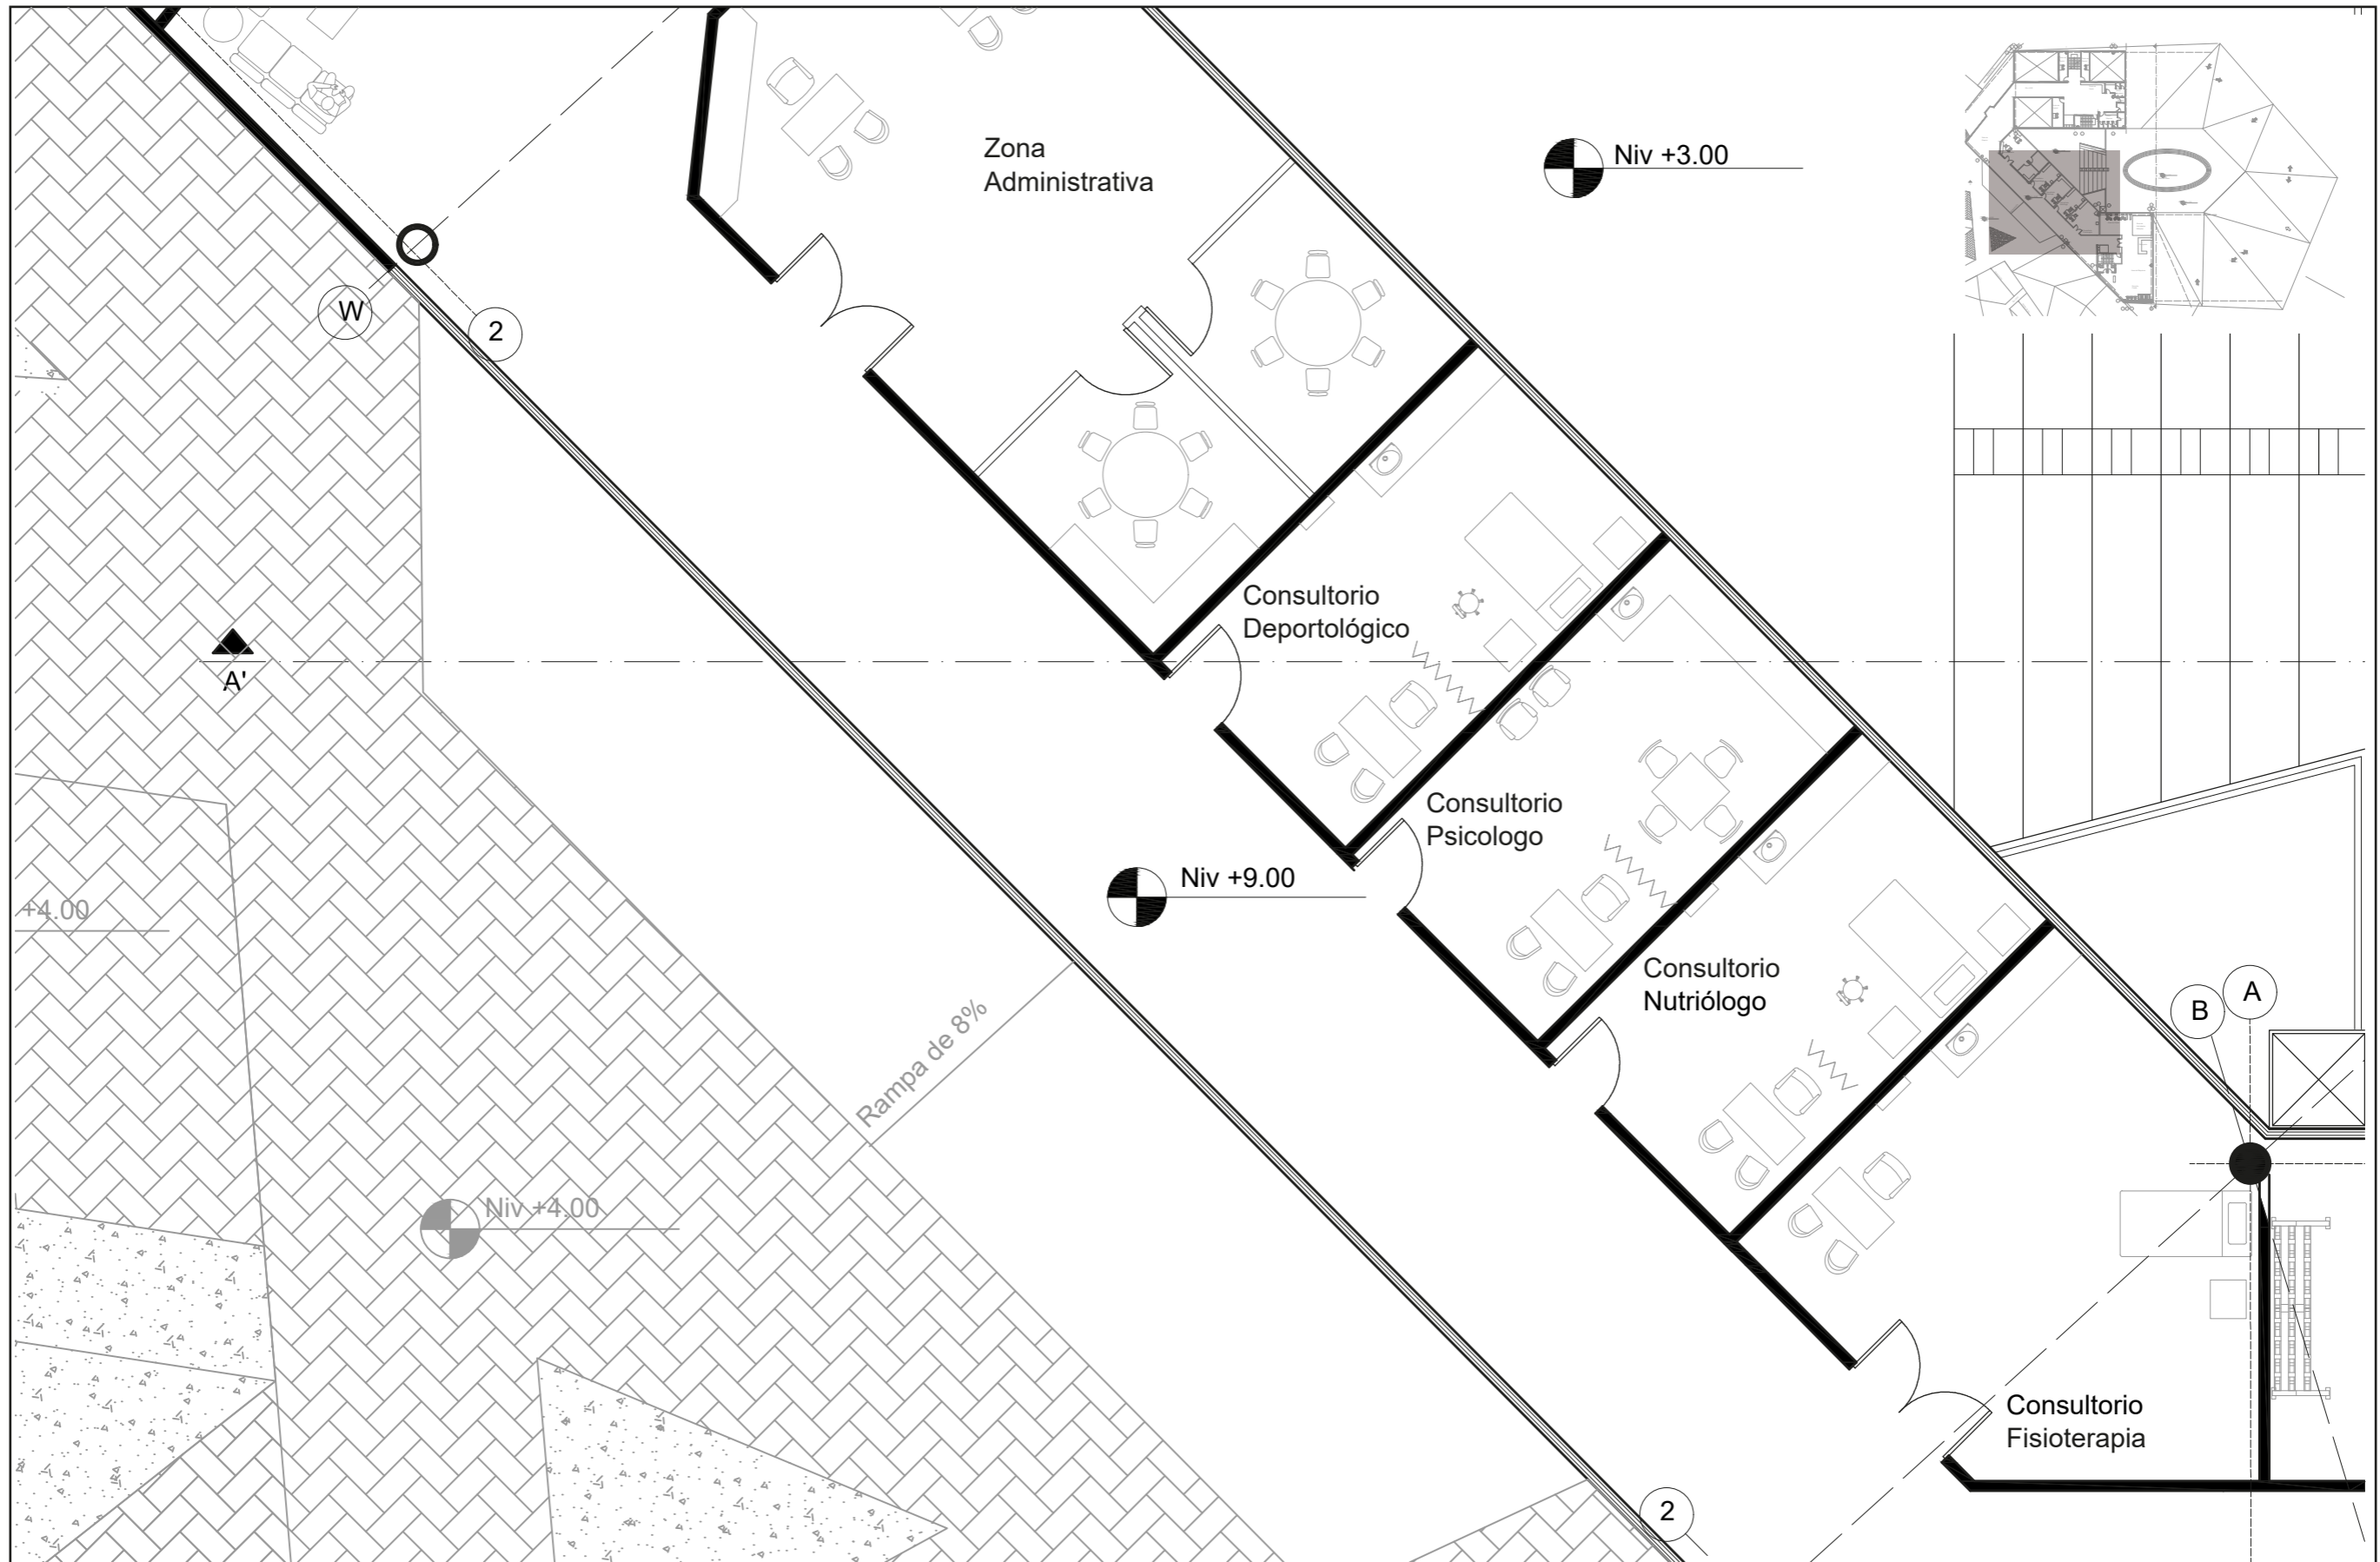 Zona
Administrativa
Niv +3.00
W
2
A'
Consultorio
Deportológico
Consultorio
Psicologo
Niv +9.00
+4.00
Consultorio
Nutriólogo
A
B
Rampa de 8%
Niv +4.00
Consultorio
Fisioterapia
2